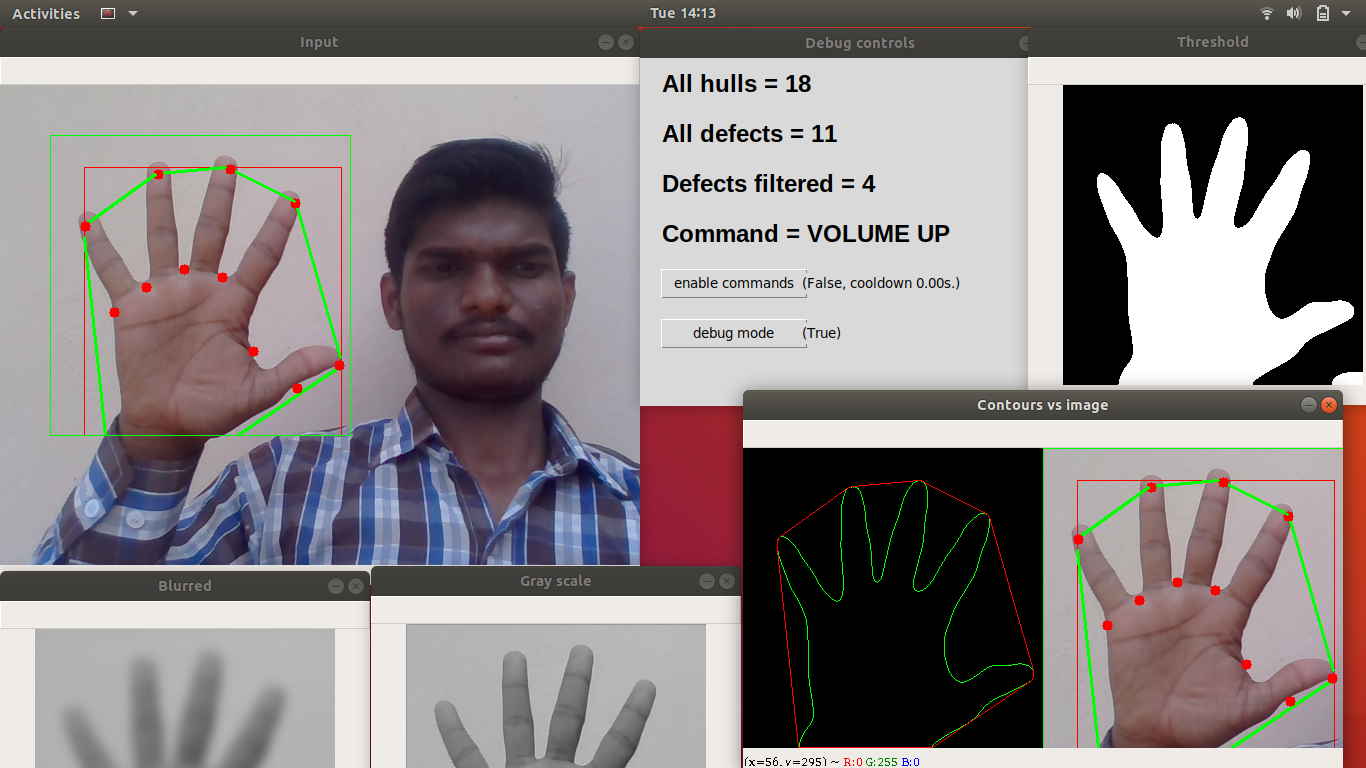 Activities
Tue 14:13
Input
Debug controls
Threshold
All hulls = 18
All defects = 11
Defects filtered = 4
Command = VOLUME UP
enable commands (False, cooldown 0.00s.)
debug mode (True)
Contours vs image
Blurred
Gray scale
(x=56, y=295) ~ R:0 G:255 B:0